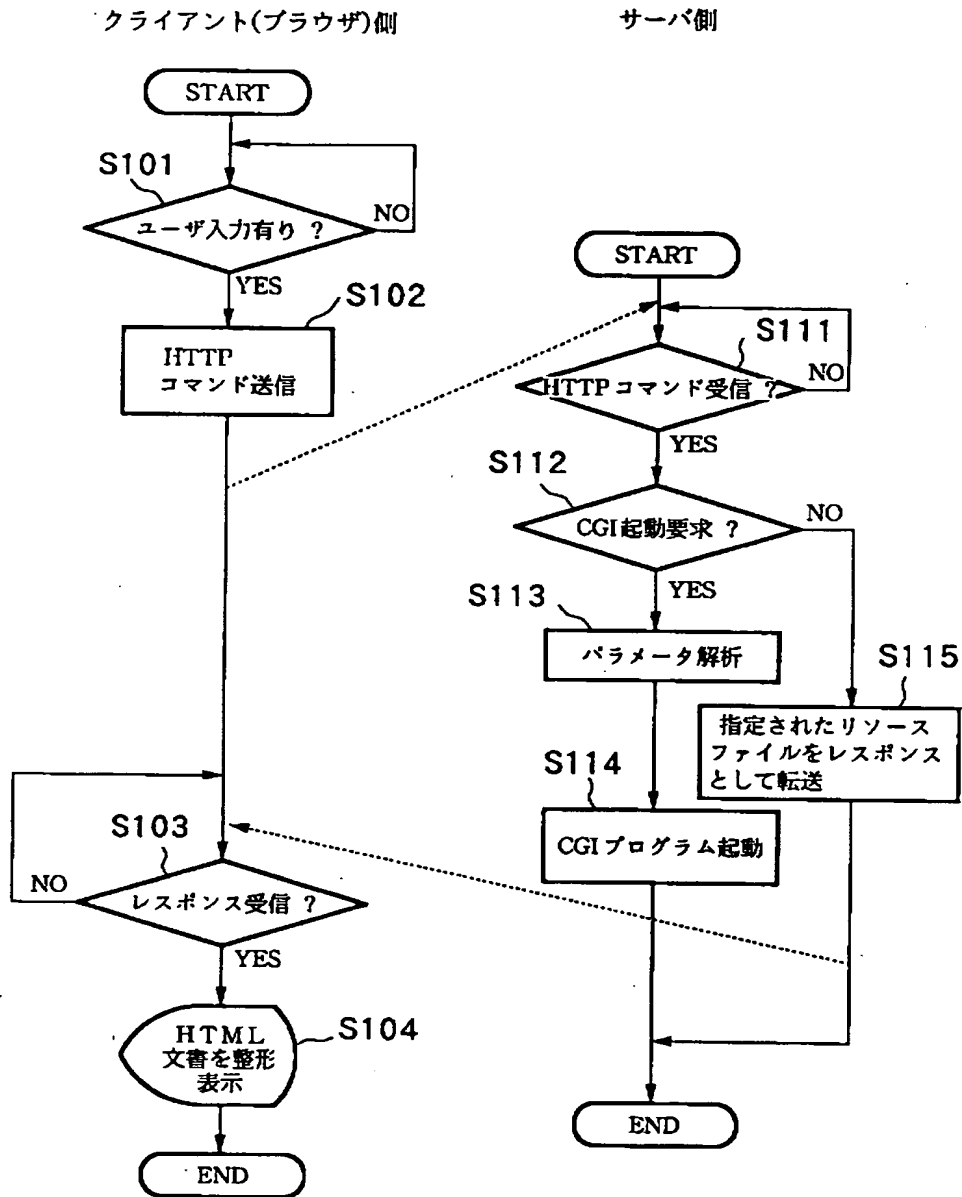 クライアント(ブラウザ)側
START
S101
ユーザ入力有り ?
NO
YES
S102
HTTP
コマンド送信
S103
NO
レスポンス受信 ?
YES
S104
HTML
文書を整形
表示
END
サーバ側
START
S111
HTTPコマンド受信 ?
NO
YES
S112
CGI起動要求 ?
NO
YES
S113
パラメータ解析
S115
指定されたリソース
ファイルをレスポンス
として転送
S114
CGIプログラム起動
END